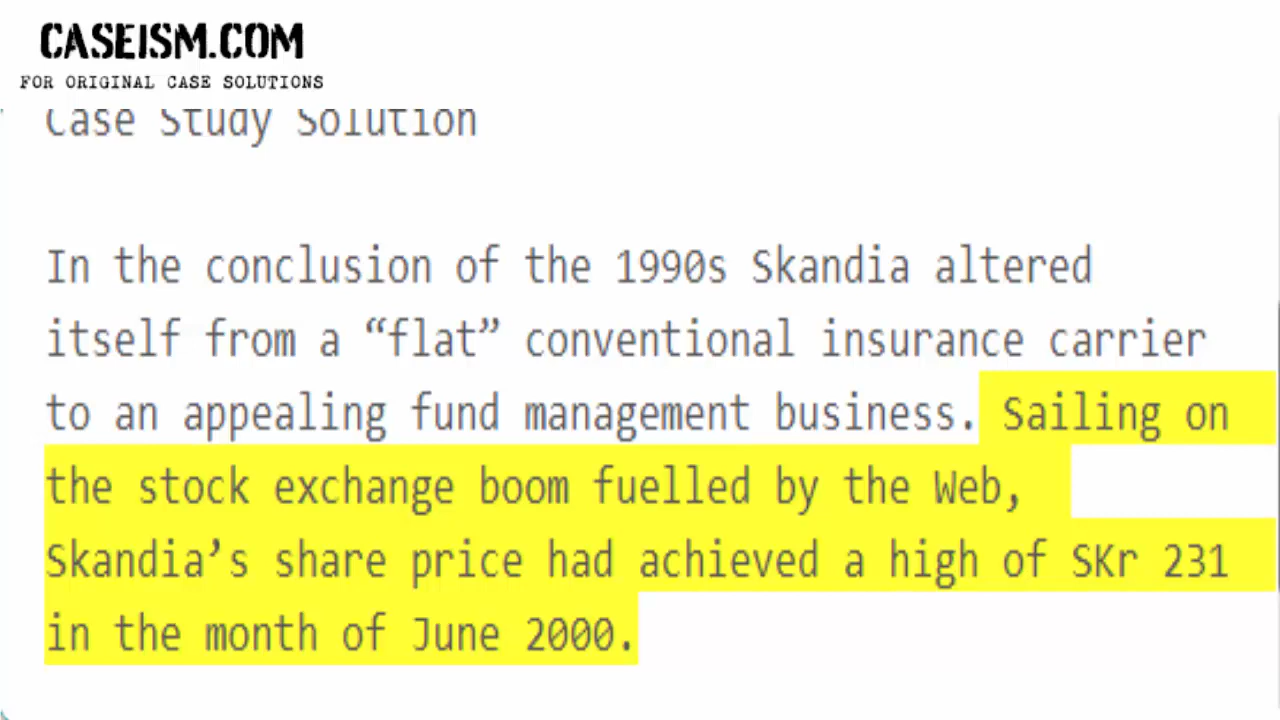 CASEISM.COM
FOR ORIGINAL CASE SOLUTIONS
Case Study Solution
In the conclusion of the 1990s Skandia altered
itself from a “flat” conventional insurance carrier
to an appealing fund management business. Sailing on
the stock exchange boom fuelled by the Web,
Skandia’s share price had achieved a high of SKr 231
in the month of June 2000.